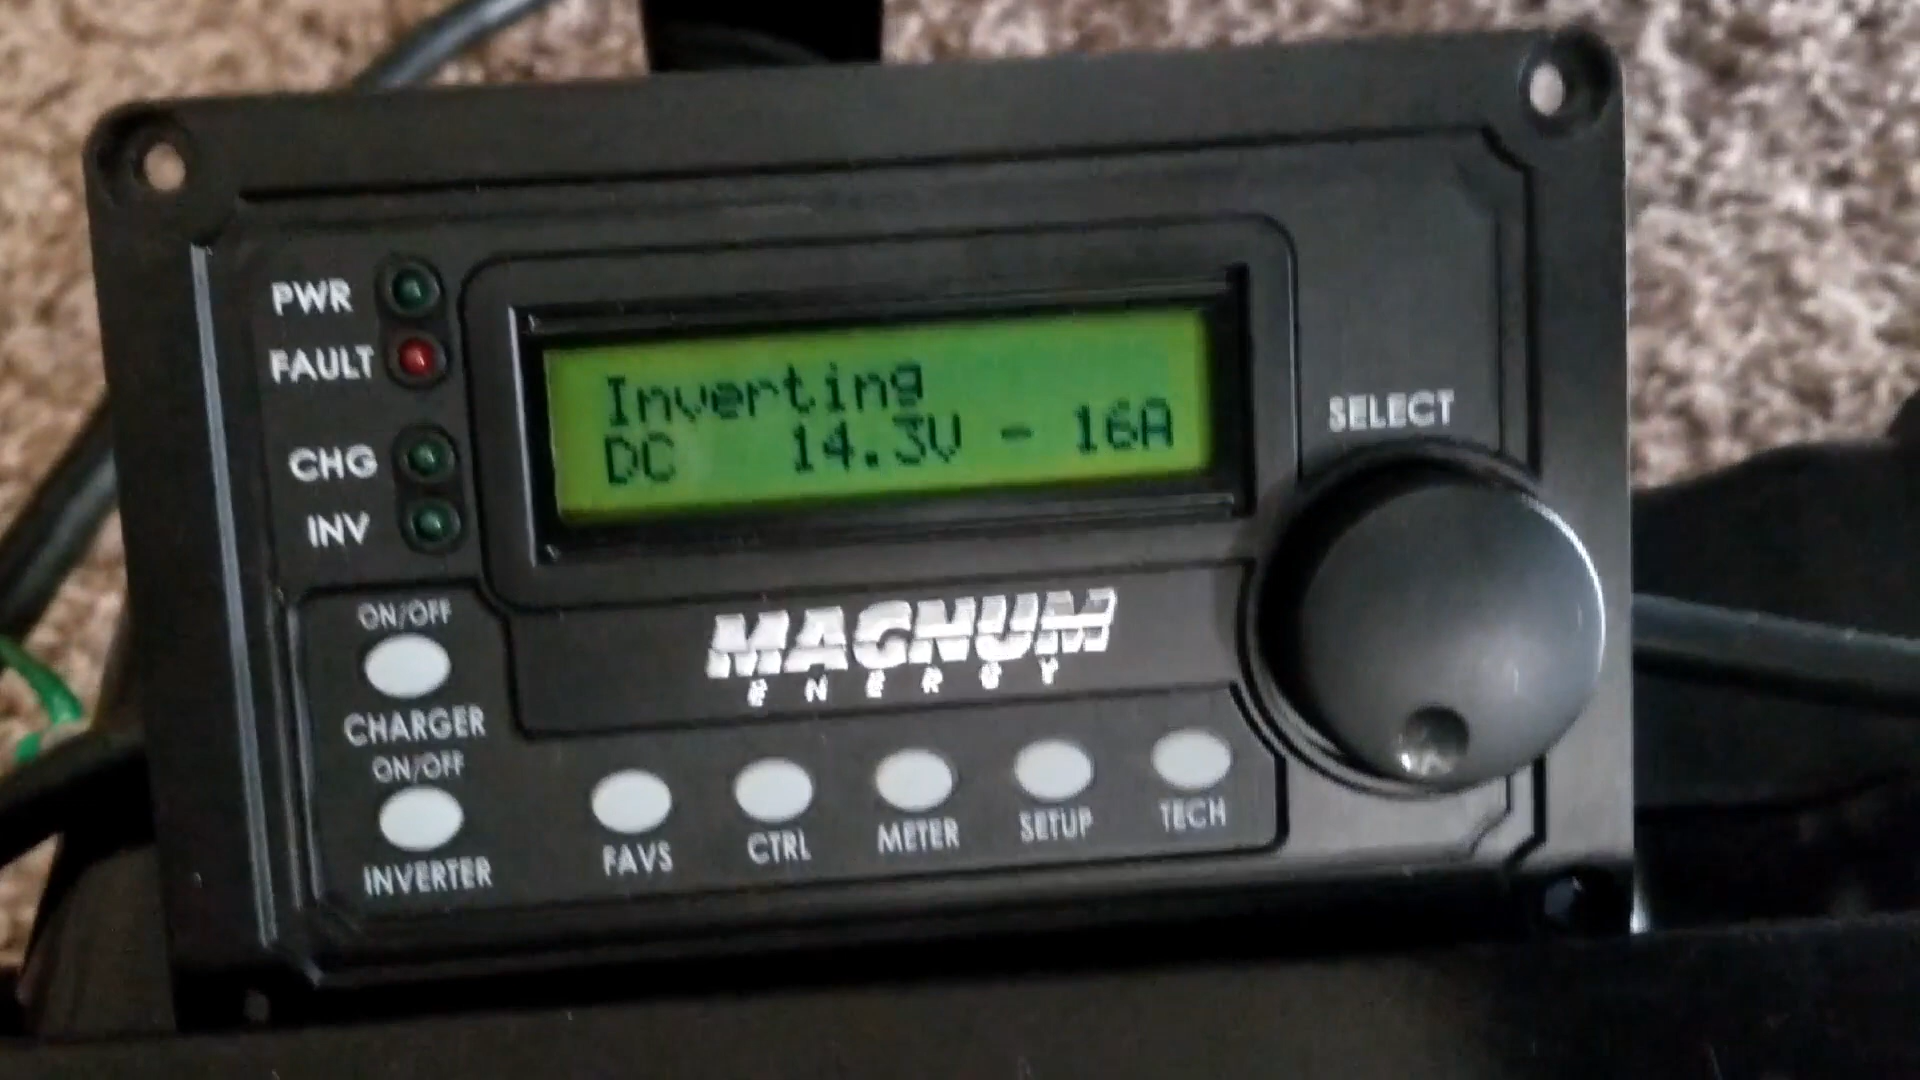 PWR
FAULT
CHG
INV
Inverting
DC 14.3V - 16A
SELECT
MAGNUM
ENERGY
ON/OFF
CHARGER
ON/OFF
INVERTER
FAVS
CTRL
METER
SETUP
TECH